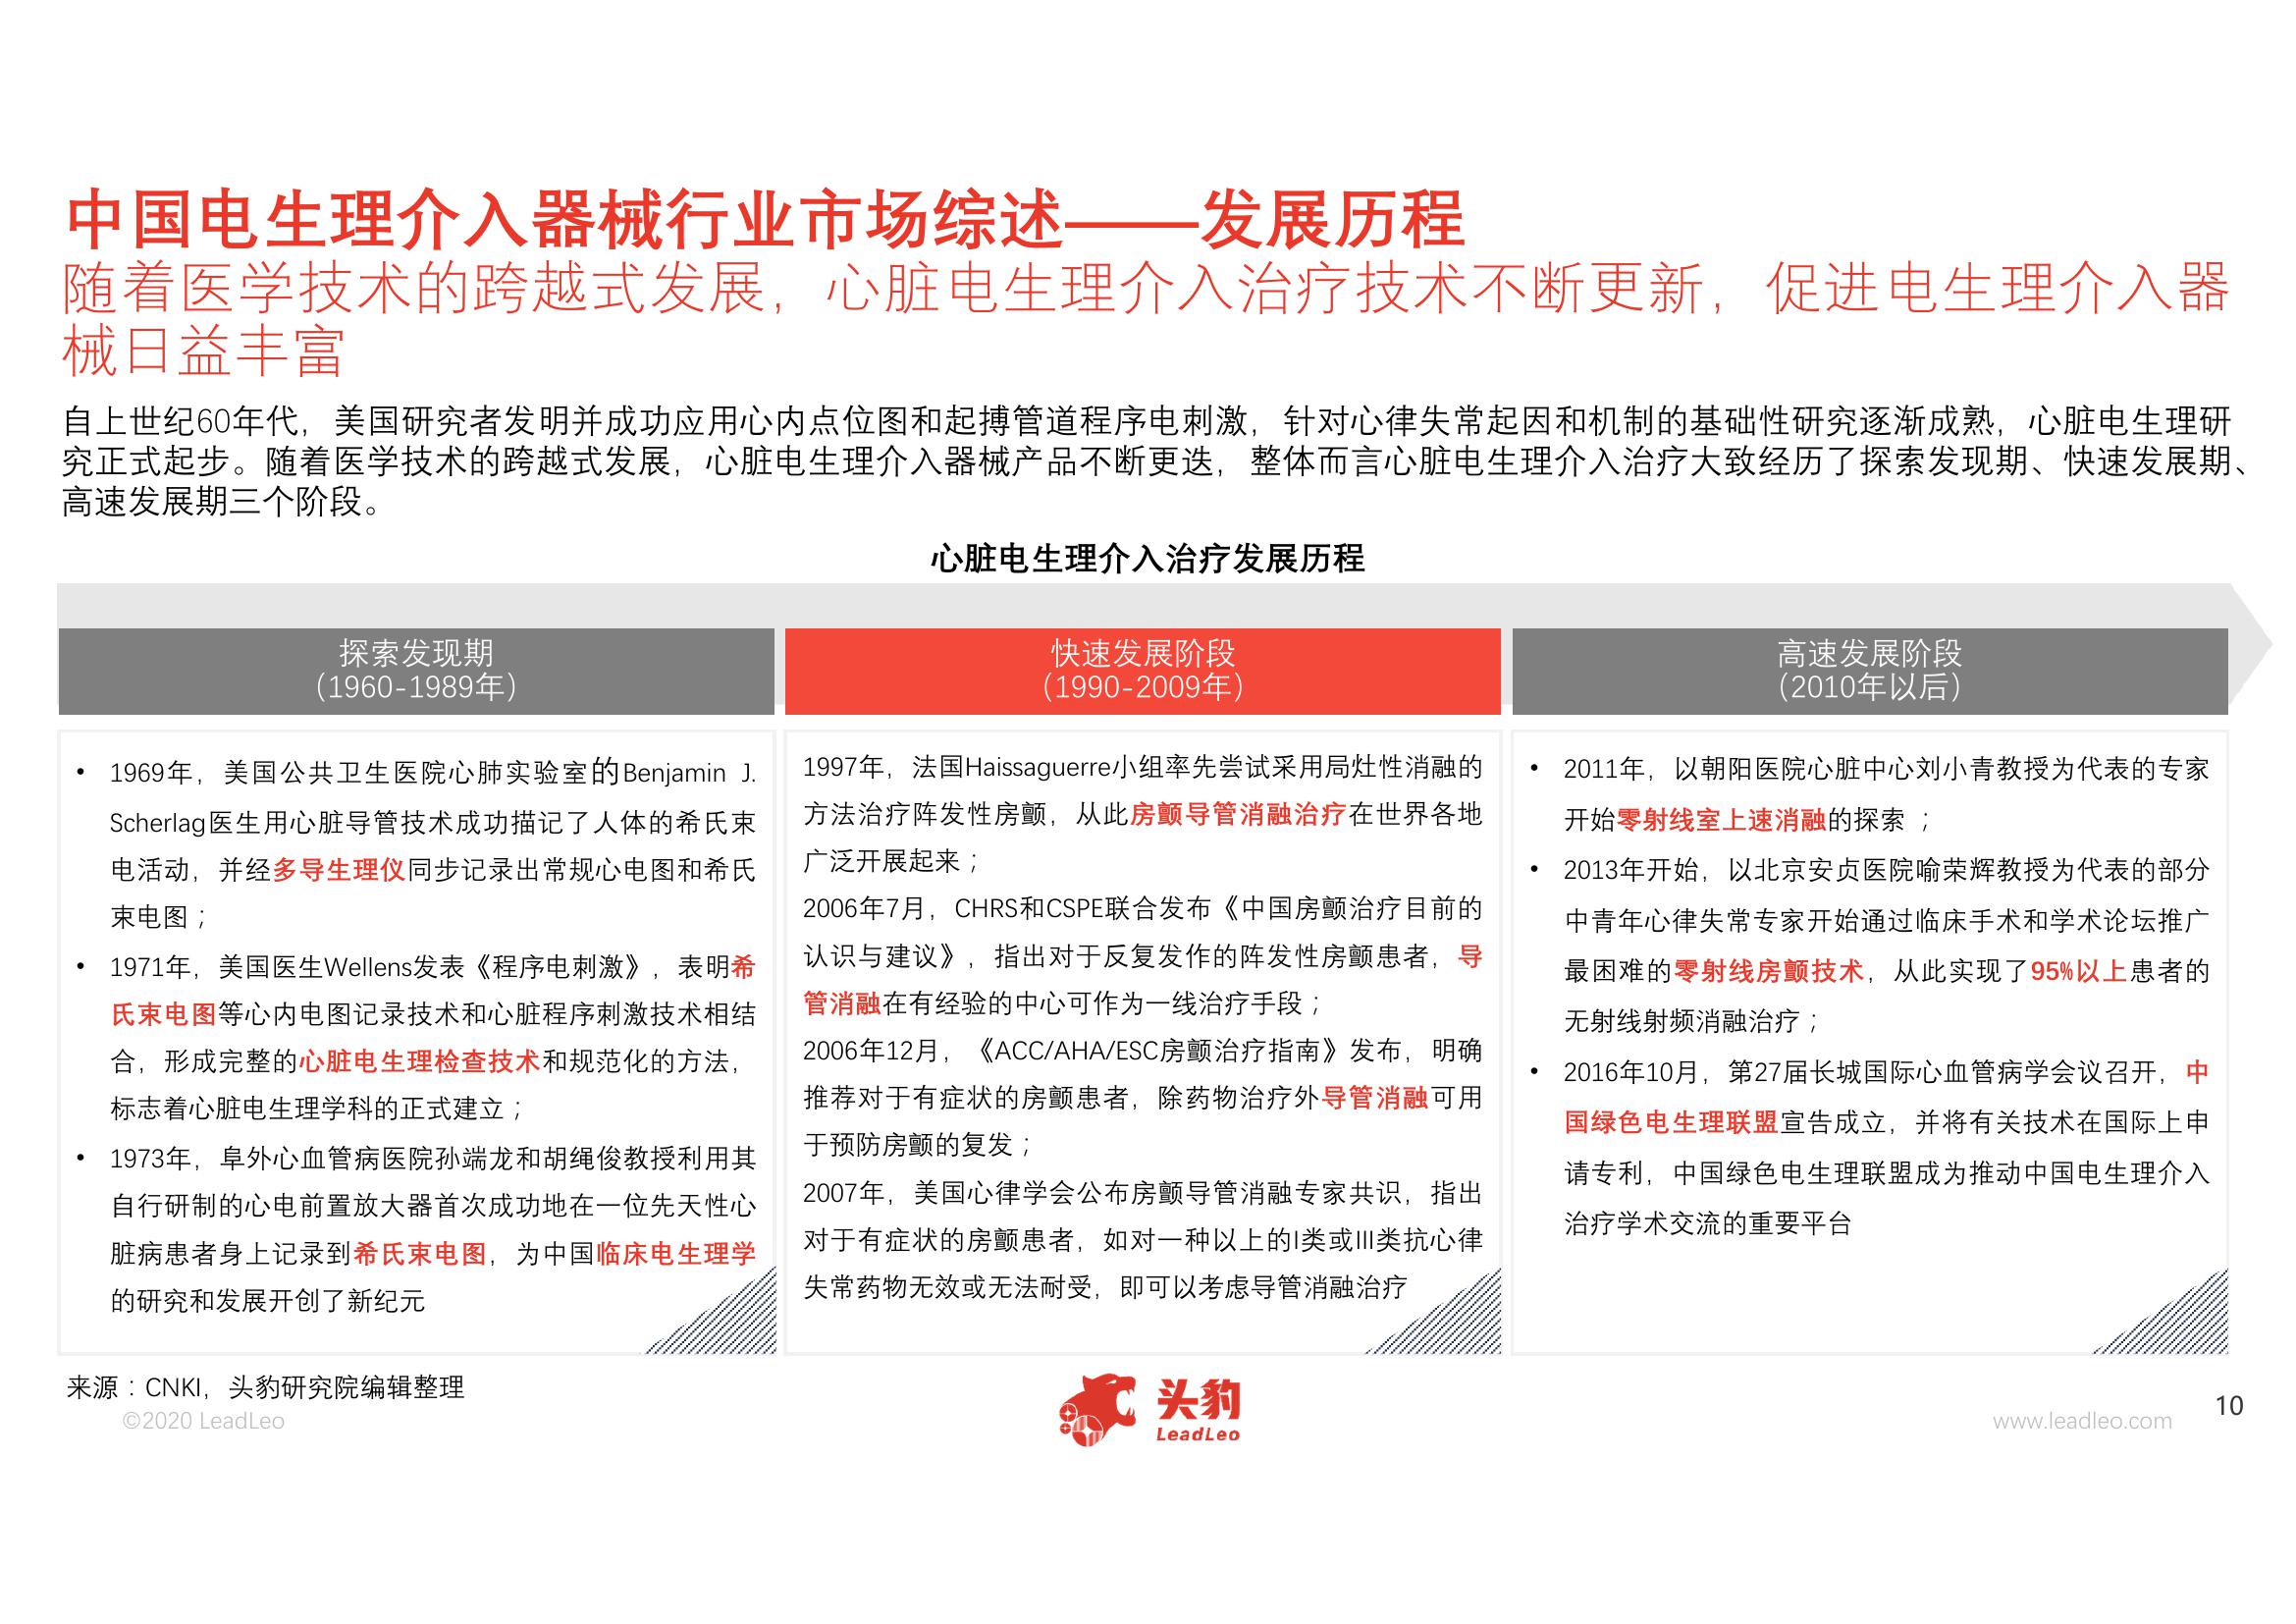 中国电生理介入器械行业市场综述——发展历程
随着医学技术的跨越式发展，心脏电生理介入治疗技术不断更新，促进电生理介入器
械日益丰富
自上世纪60年代，美国研究者发明并成功应用心内点位图和起搏管道程序电刺激，针对心律失常起因和机制的基础性研究逐渐成熟，心脏电生理研
究正式起步。随着医学技术的跨越式发展，心脏电生理介入器械产品不断更迭，整体而言心脏电生理介入治疗大致经历了探索发现期、快速发展期、
高速发展期三个阶段。
心脏电生理介入治疗发展历程
探索发现期
（1960-1989年）
• 1969年，美国公共卫生医院心肺实验室的Benjamin J.
Scherlag医生用心脏导管技术成功描记了人体的希氏束
电活动，并经多导生理仪同步记录出常规心电图和希氏
束电图；
• 1971年，美国医生Wellens发表《程序电刺激》，表明希
氏束电图等心内电图记录技术和心脏程序刺激技术相结
合，形成完整的心脏电生理检查技术和规范化的方法，
标志着心脏电生理学科的正式建立；
• 1973年，阜外心血管病医院孙端龙和胡绳俊教授利用其
自行研制的心电前置放大器首次成功地在一位先天性心
脏病患者身上记录到希氏束电图，为中国临床电生理学
的研究和发展开创了新纪元
快速发展阶段
（1990-2009年）
1997年，法国Haissaguerre小组率先尝试采用局灶性消融的
方法治疗阵发性房颤，从此房颤导管消融治疗在世界各地
广泛开展起来；
2006年7月，CHRS和CSPE联合发布《中国房颤治疗目前的
认识与建议》，指出对于反复发作的阵发性房颤患者，导
管消融在有经验的中心可作为一线治疗手段；
2006年12月，《ACC/AHA/ESC房颤治疗指南》发布，明确
推荐对于有症状的房颤患者，除药物治疗外导管消融可用
于预防房颤的复发；
2007年，美国心律学会公布房颤导管消融专家共识，指出
对于有症状的房颤患者，如对一种以上的I类或III类抗心律
失常药物无效或无法耐受，即可以考虑导管消融治疗
高速发展阶段
（2010年以后）
• 2011年，以朝阳医院心脏中心刘小青教授为代表的专家
开始零射线室上速消融的探索；
• 2013年开始，以北京安贞医院喻荣辉教授为代表的部分
中青年心律失常专家开始通过临床手术和学术论坛推广
最困难的零射线房颤技术，从此实现了95%以上患者的
无射线射频消融治疗；
• 2016年10月，第27届长城国际心血管病学会议召开，中
国绿色电生理联盟宣告成立，并将有关技术在国际上申
请专利，中国绿色电生理联盟成为推动中国电生理介入
治疗学术交流的重要平台
来源：CNKI，头豹研究院编辑整理
©2020 LeadLeo
头豹
LeadLeo
www.leadleo.com
10